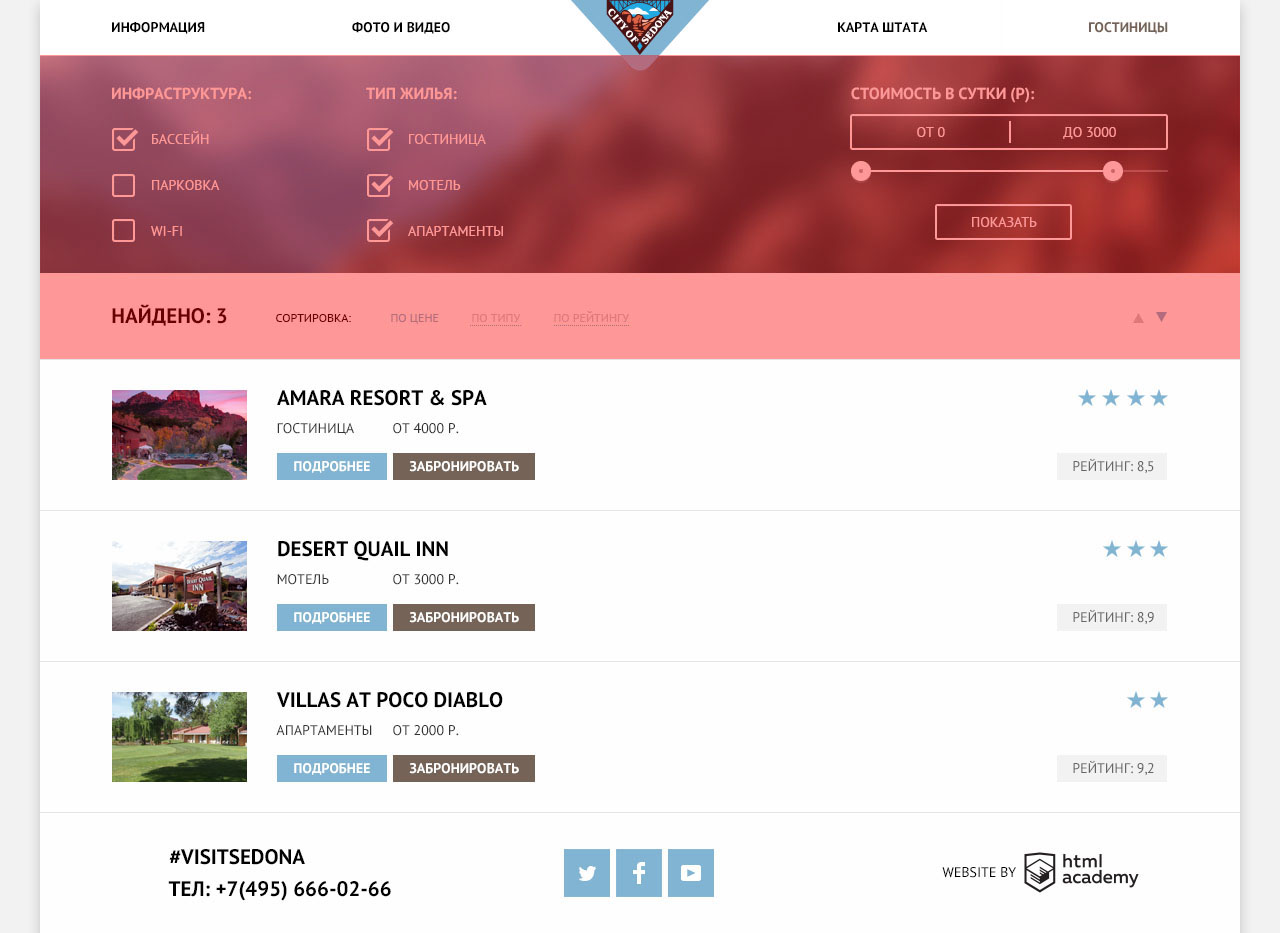 ИНФОРМАЦИЯ ФОТО И ВИДЕО КАРТА ШТАТА ГОСТИНИЦЫ
CITY OF SEDONA
ИНФРАСТРУКТУРА: ТИП ЖИЛЬЯ: СТОИМОСТЬ В СУТКИ (Р):
БАССЕЙН ГОСТИНИЦА ОТ 0 ДО 3000
ПАРКОВКА МОТЕЛЬ
WI-FI АПАРТАМЕНТЫ ПОКАЗАТЬ
НАЙДЕНО: 3 СОРТИРОВКА: ПО ЦЕНЕ ПО ТИПУ ПО РЕЙТИНГУ
AMARA RESORT & SPA
ГОСТИНИЦА ОТ 4000 Р.
ПОДРОБНЕЕ ЗАБРОНИРОВАТЬ РЕЙТИНГ: 8,5
DESERT QUAIL INN
МОТЕЛЬ ОТ 3000 Р.
DESERT QUAIL
INN
ПОДРОБНЕЕ ЗАБРОНИРОВАТЬ РЕЙТИНГ: 8,9
VILLAS AT POCO DIABLO
АПАРТАМЕНТЫ ОТ 2000 Р.
ПОДРОБНЕЕ ЗАБРОНИРОВАТЬ РЕЙТИНГ: 9,2
#VISITSEDONA
ТЕЛ: +7(495) 666-02-66
WEBSITE BY html
academy